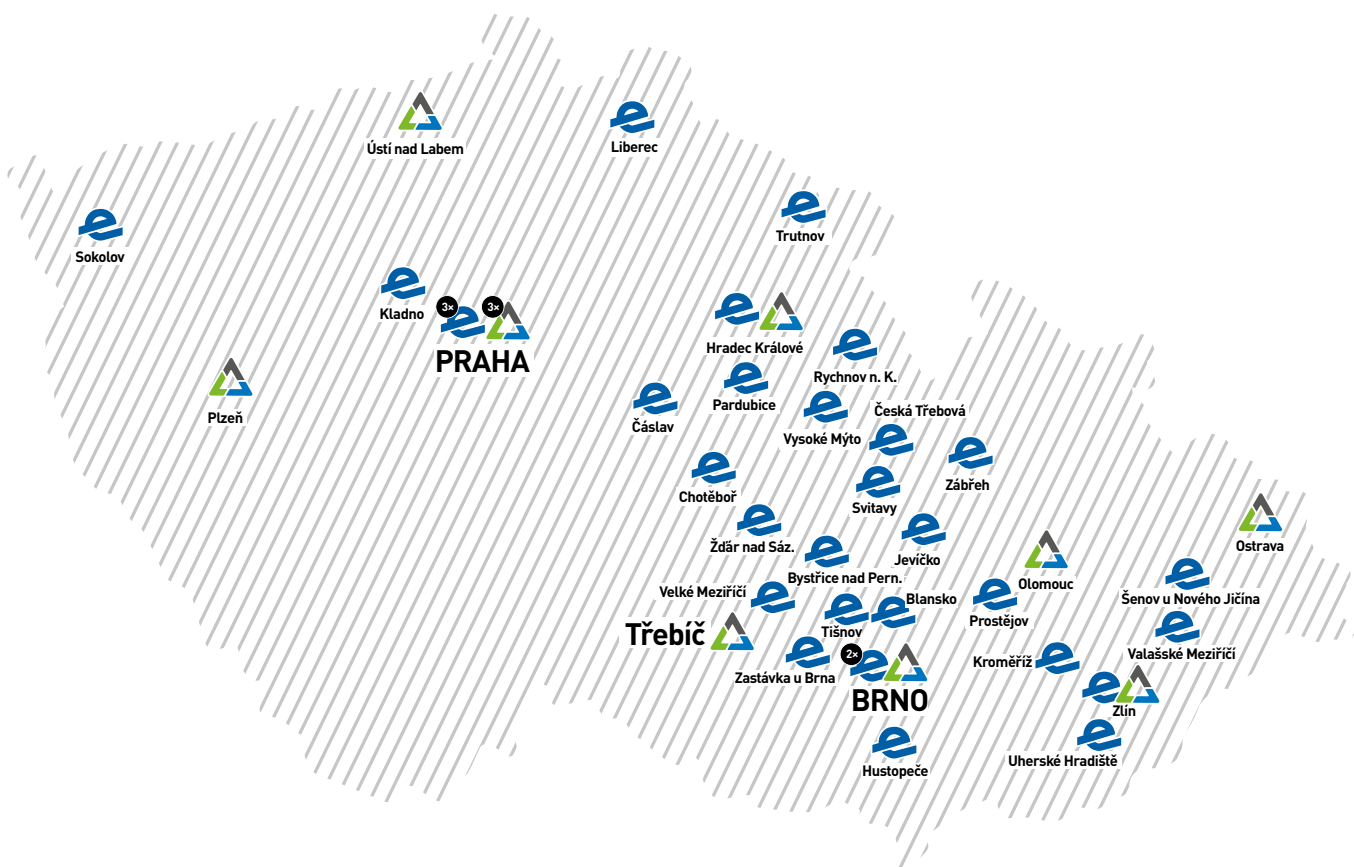 Ústí nad Labem
Liberec
Trutnov
Sokolov
Kladno
3×
3×
PRAHA
Hradec Králové
Rychnov n. K.
Plzeň
Čáslav
Pardubice
Vysoké Mýto
Česká Třebová
Chotěboř
Svitavy
Zábřeh
Žďár nad Sáz.
Jevíčko
Ostrava
Bystřice nad Pern.
Olomouc
Velké Meziříčí
Blansko
Šenov u Nového Jičína
Třebíč
Tišnov
Prostějov
Valašské Meziříčí
Zastávka u Brna
2×
BRNO
Kroměříž
Zlín
Hustopeče
Uherské Hradiště